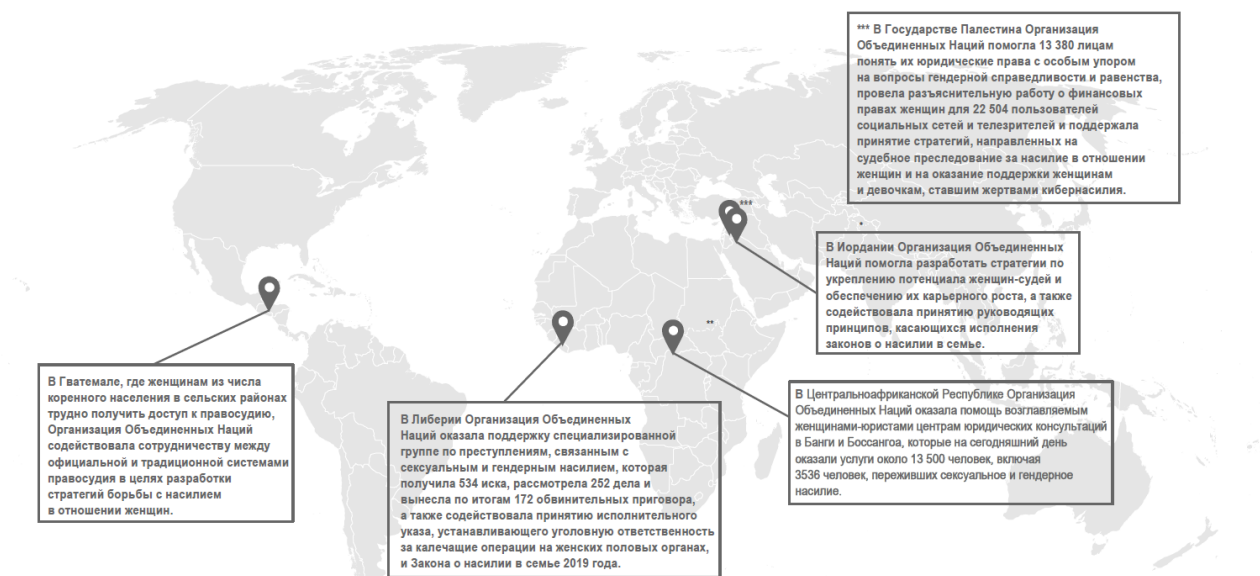 *** В Государстве Палестина Организация
Объединенных Наций помогла 13 380 лицам
понять их юридические права с особым упором
на вопросы гендерной справедливости и равенства,
провела разъяснительную работу о финансовых
правах женщин для 22 504 пользователей
социальных сетей и телезрителей и поддержала
принятие стратегий, направленных на
судебное преследование за насилие в отношении
женщин и на оказание поддержки женщинам
и девочкам, ставшим жертвами кибернасилия.
***
*
В Иордании Организация Объединенных
Наций помогла разработать стратегии по
укреплению потенциала женщин-судей и
обеспечению их карьерного роста, а также
содействовала принятию руководящих
принципов, касающихся исполнения
законов о насилии в семье.
**
В Гватемале, где женщинам из числа
коренного населения в сельских районах
трудно получить доступ к правосудию,
Организация Объединенных Наций
содействовала сотрудничеству между
официальной и традиционной системами
правосудия в целях разработки
стратегий борьбы с насилием
в отношении женщин.
В Либерии Организация Объединенных
Наций оказала поддержку специализированной
группе по преступлениям, связанным с
сексуальным и гендерным насилием, которая
получила 534 иска, рассмотрела 252 дела и
вынесла по итогам 172 обвинительных приговора,
а также содействовала принятию исполнительного
указа, устанавливающего уголовную ответственность
за калечащие операции на женских половых органах,
и Закона о насилии в семье 2019 года.
В Центральноафриканской Республике Организация
Объединенных Наций оказала помощь возглавляемым
женщинами-юристами центрам юридических консультаций
в Банги и Боссангоа, которые на сегодняшний день
оказали услуги около 13 500 человек, включая
3536 человек, переживших сексуальное и гендерное
насилие.